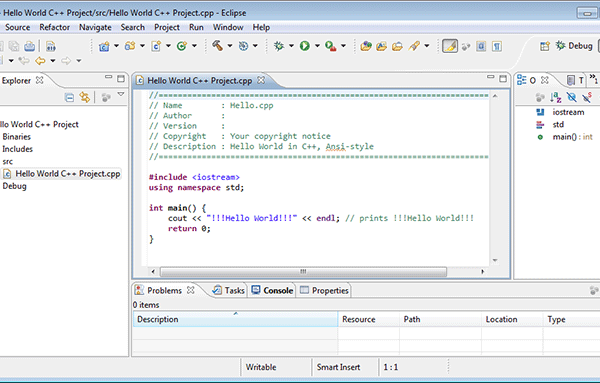 Hello World C++ Project/src/Hello World C++ Project.cpp - Eclipse
Source Refactor Navigate Search Project Run Window Help
Debug
Explorer
Hello World C++ Project
Binaries
Includes
src
Hello World C++ Project.cpp
Debug
Hello World C++ Project.cpp
//============================================================================
// Name : Hello.cpp
// Author :
// Version :
// Copyright : Your copyright notice
// Description : Hello World in C++, Ansi-style
//============================================================================
#include <iostream>
using namespace std;
int main() {
cout << "!!!Hello World!!!" << endl; // prints !!!Hello World!!!
return 0;
}
O T
iostream
std
main() : int
Problems Tasks Console Properties
0 items
Description Resource Path Location Type
Writable Smart Insert 1 : 1